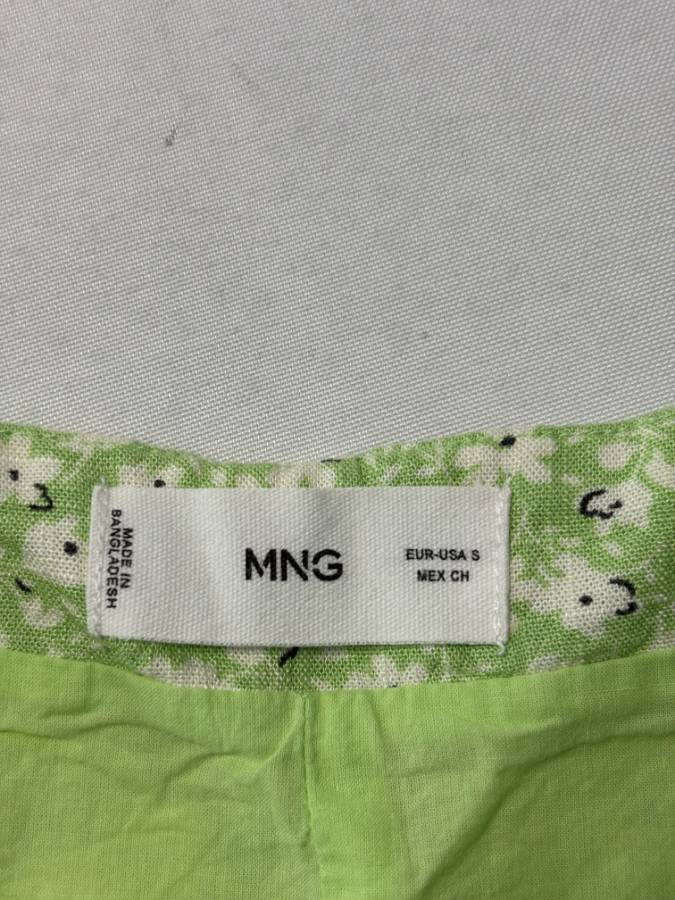 MADE IN
BANGLADESH
MNG
EUR-USA S
MEX CH